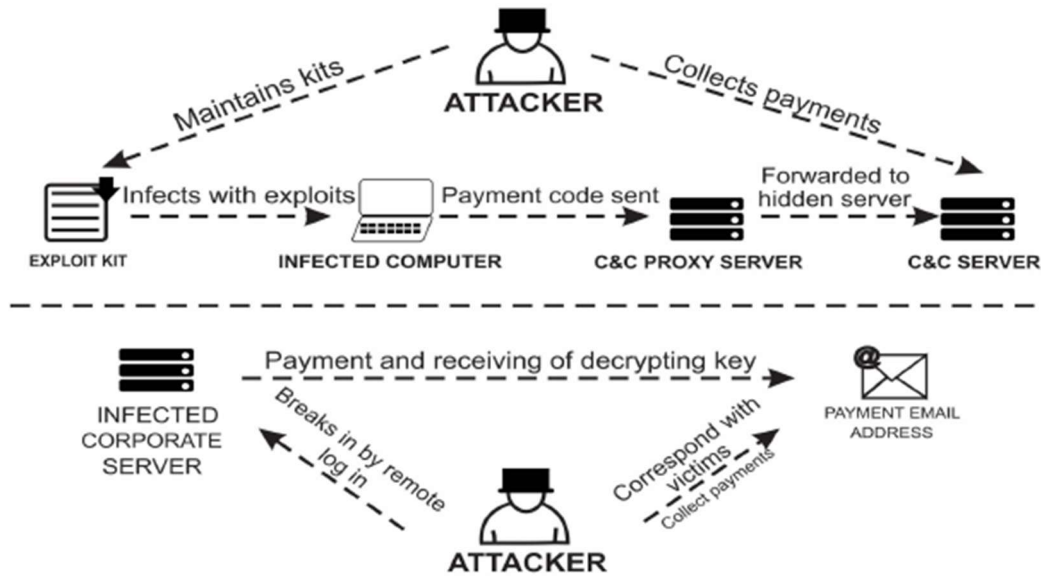 ATTACKER
Maintains kits
Collects payments
Infects with exploits
Payment code sent
Forwarded to
hidden server
EXPLOIT KIT
INFECTED COMPUTER
C&C PROXY SERVER
C&C SERVER
Payment and receiving of decrypting key
@
INFECTED
CORPORATE
SERVER
PAYMENT EMAIL
ADDRESS
Breaks in by remote
log in
Correspond with
victims
Collect payments
ATTACKER